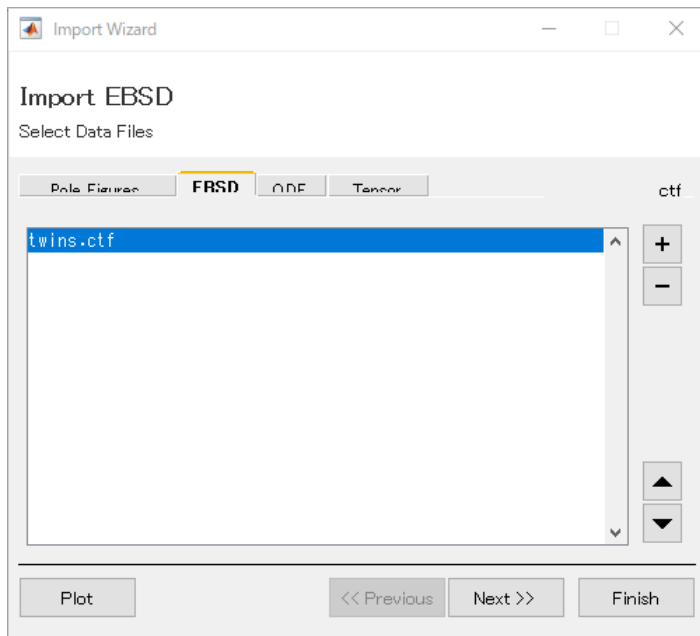 Import Wizard
Import EBSD
Select Data Files
Pole Figures EBSD ODF Tensor ctf
twins.ctf
+
-
Plot << Previous Next >> Finish